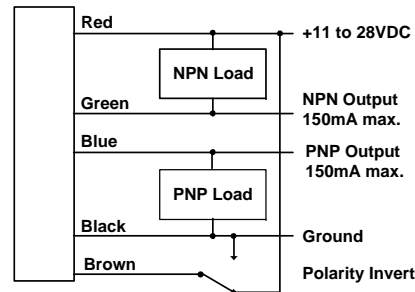 Red
+11 to 28VDC
NPN Load
Green
NPN Output
150mA max.
Blue
PNP Output
150mA max.
PNP Load
Black
Ground
Brown
Polarity Invert